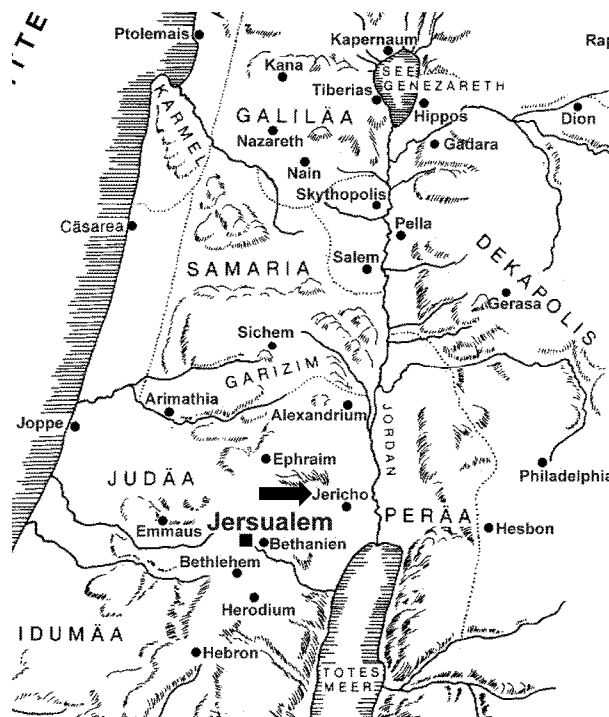 ITE
Ptolemais
Kapernaum
Rap
Kana
SEE
GENEZARETH
Tiberias
KARMEL
Hippos
Dion
GALILÄA
Nazareth
Gadara
Nain
Skythopolis
Cäsarea
Pella
DEKAPOLIS
Salem
SAMARIA
Gerasa
Sichem
GARIZIM
Arimathia
Alexandrium
JORDAN
Joppe
Ephraim
Philadelphia
JUDÄA
Jericho
PERÄA
Emmaus
Jersualem
Hesbon
Bethanien
Bethlehem
Herodium
IDUMÄA
Hebron
TOTES
MEER